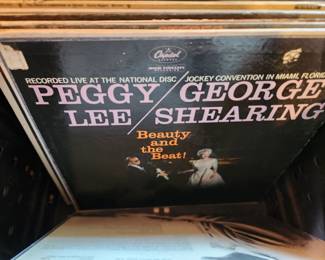 Capitol
RECORDED LIVE AT THE NATIONAL DISC / JOCKEY CONVENTION IN MIAMI, FLORI
PEGGY / GEORGE
LEE / SHEARING
Beauty
and
the
Beat!